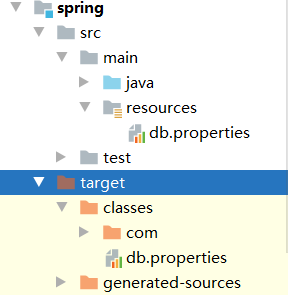 spring
src
main
java
resources
db.properties
test
target
classes
com
db.properties
generated-sources